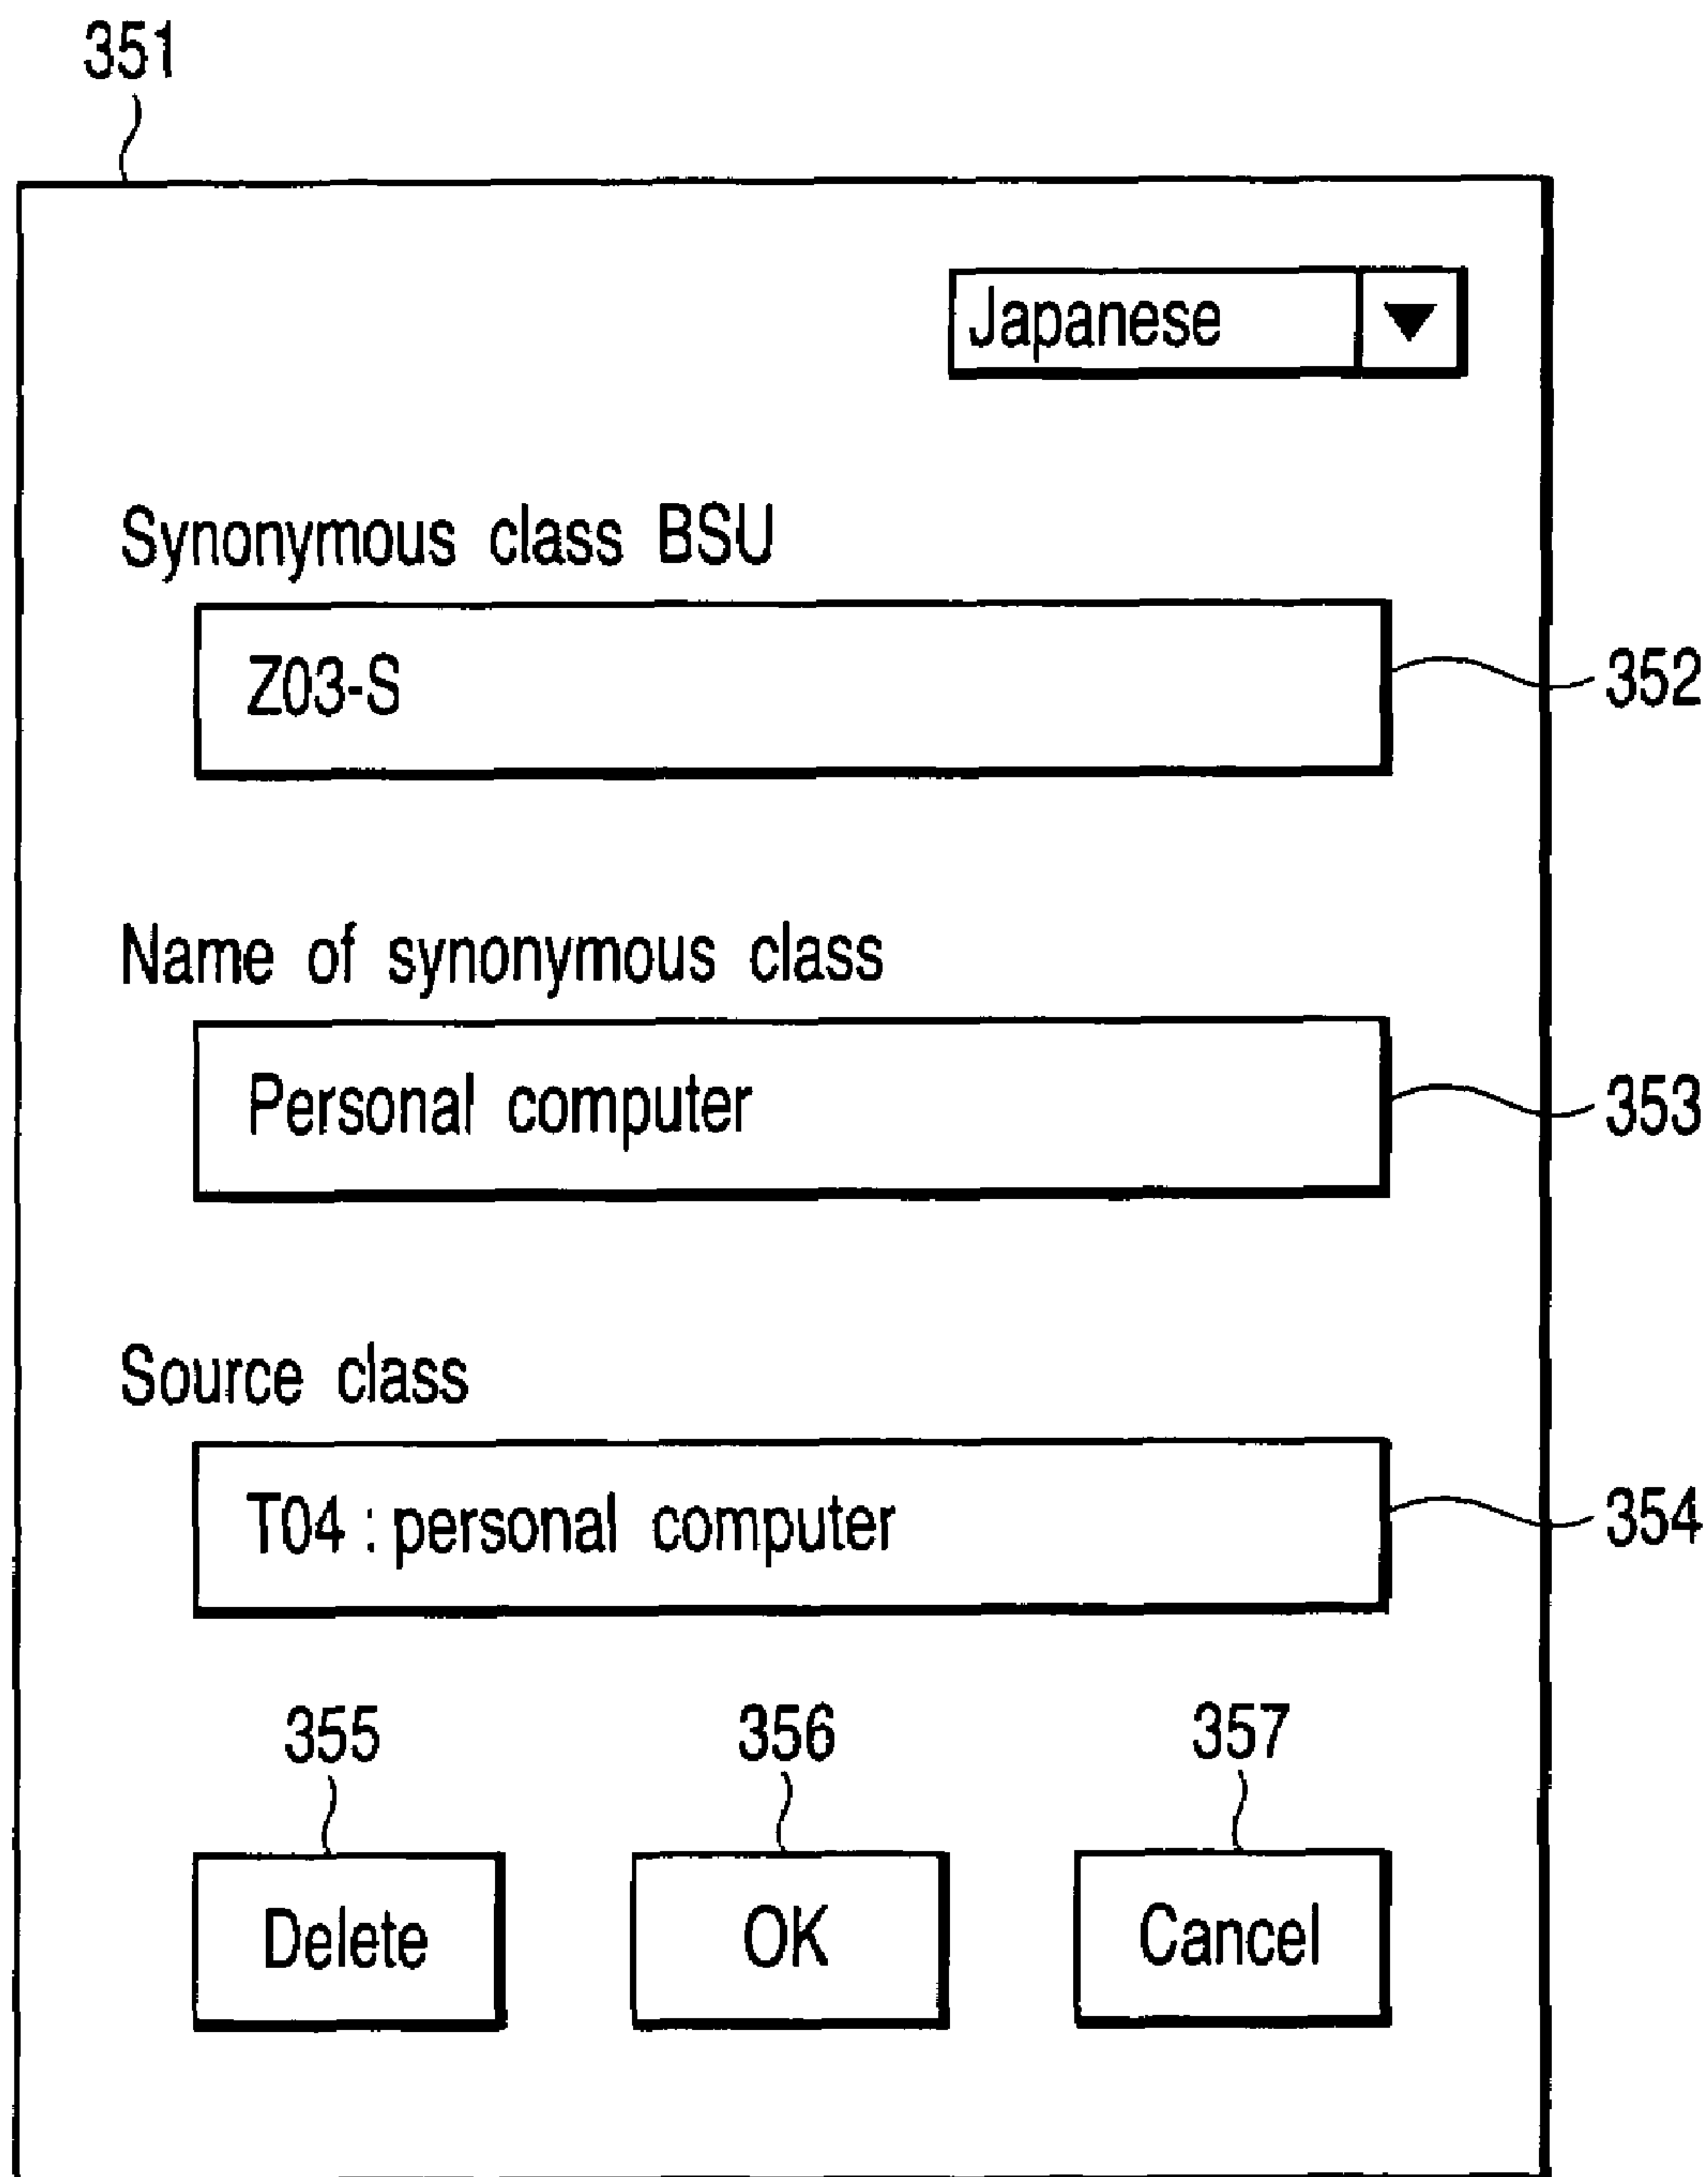 351
Japanese
Synonymous class BSU
Z03-S
352
Name of synonymous class
Personal computer
353
Source class
T04 : personal computer
354
355 356 357
Delete OK Cancel